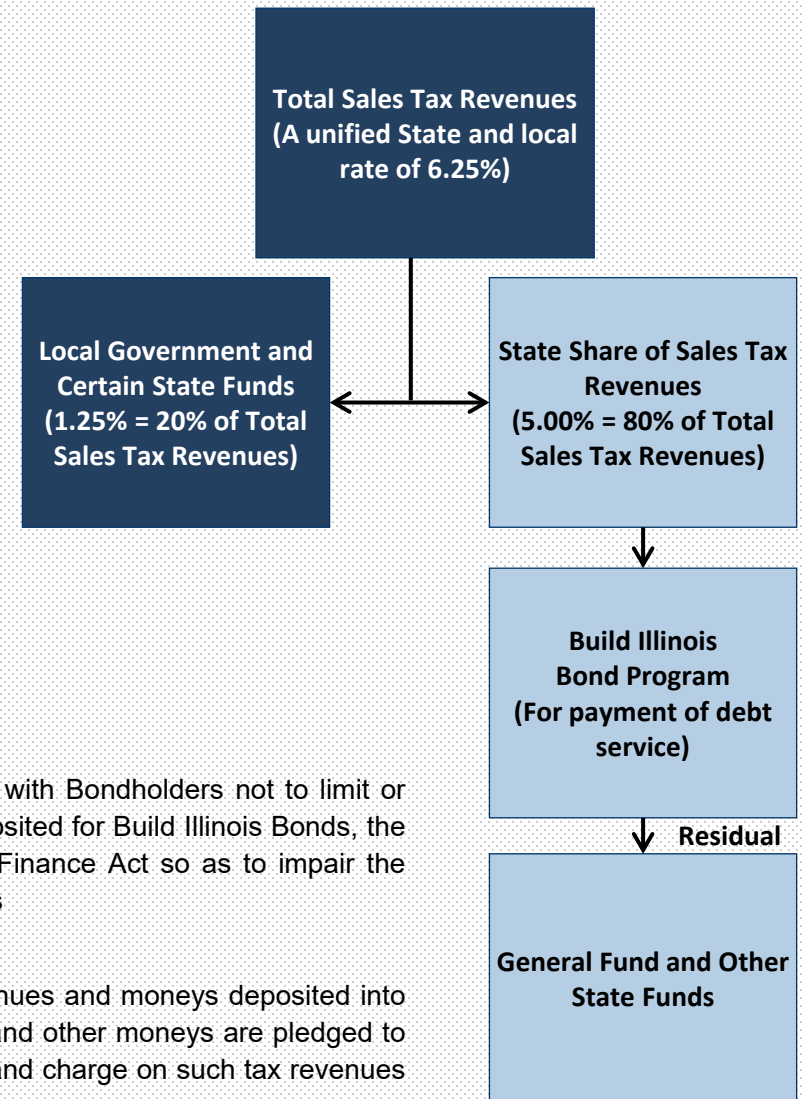 Total Sales Tax Revenues
(A unified State and local
rate of 6.25%)
Local Government and
Certain State Funds
(1.25% = 20% of Total
Sales Tax Revenues)
State Share of Sales Tax
Revenues
(5.00% = 80% of Total
Sales Tax Revenues)
Build Illinois
Bond Program
(For payment of debt
service)
Residual
General Fund and Other
State Funds
with Bondholders not to limit or
osited for Build Illinois Bonds, the
Finance Act so as to impair the
s
nues and moneys deposited into
and other moneys are pledged to
and charge on such tax revenues